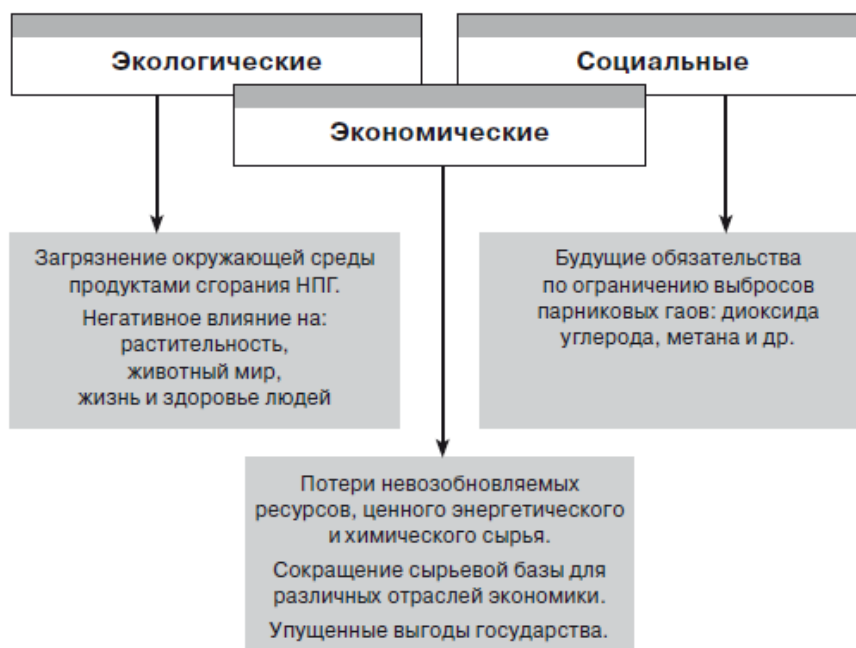 Экологические
Социальные
Экономические
Загрязнение окружающей среды
продуктами сгорания НПГ.
Негативное влияние на:
растительность,
животный мир,
жизнь и здоровье людей
Будущие обязательства
по ограничению выбросов
парниковых гаов: диоксида
углерода, метана и др.
Потери невозобновляемых
ресурсов, ценного энергетического
и химического сырья.
Сокращение сырьевой базы для
различных отраслей экономики.
Упущенные выгоды государства.